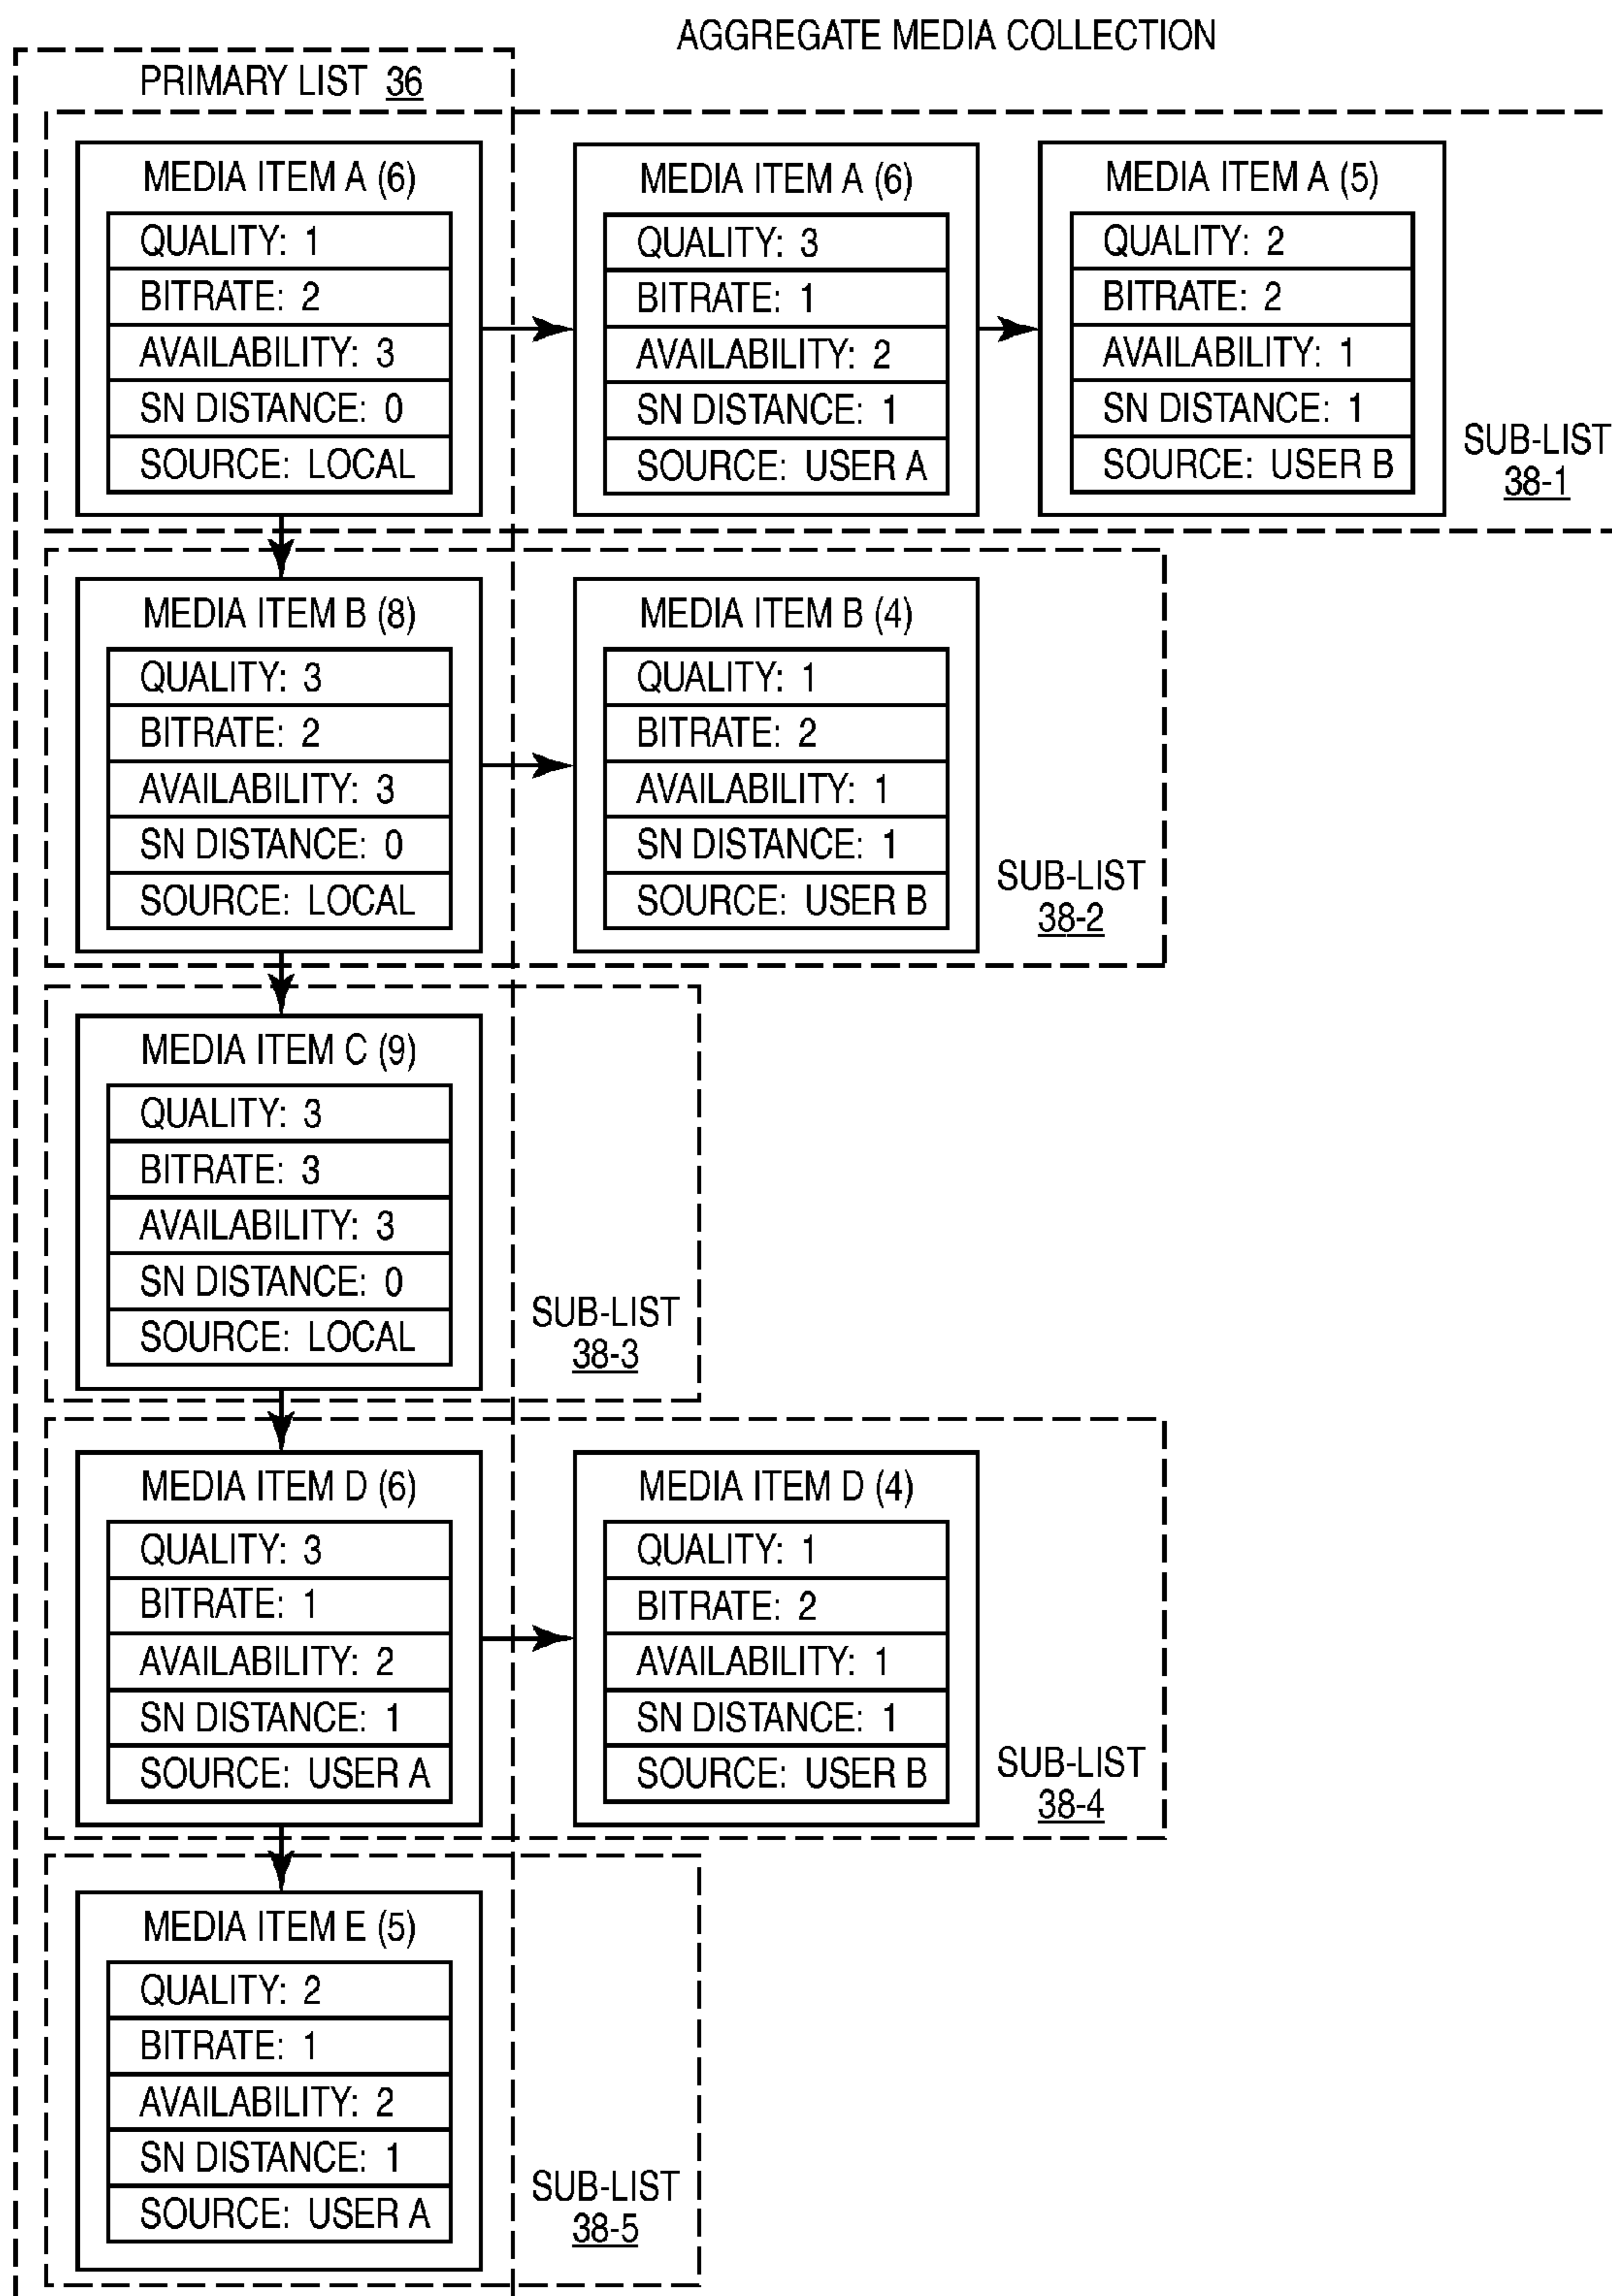 AGGREGATE MEDIA COLLECTION
PRIMARY LIST 36
MEDIA ITEM A (6)
QUALITY: 1
BITRATE: 2
AVAILABILITY: 3
SN DISTANCE: 0
SOURCE: LOCAL
MEDIA ITEM A (6)
QUALITY: 3
BITRATE: 1
AVAILABILITY: 2
SN DISTANCE: 1
SOURCE: USER A
MEDIA ITEM A (5)
QUALITY: 2
BITRATE: 2
AVAILABILITY: 1
SN DISTANCE: 1
SOURCE: USER B
SUB-LIST
38-1
MEDIA ITEM B (8)
QUALITY: 3
BITRATE: 2
AVAILABILITY: 3
SN DISTANCE: 0
SOURCE: LOCAL
MEDIA ITEM B (4)
QUALITY: 1
BITRATE: 2
AVAILABILITY: 1
SN DISTANCE: 1
SOURCE: USER B
SUB-LIST
38-2
MEDIA ITEM C (9)
QUALITY: 3
BITRATE: 3
AVAILABILITY: 3
SN DISTANCE: 0
SOURCE: LOCAL
SUB-LIST
38-3
MEDIA ITEM D (6)
QUALITY: 3
BITRATE: 1
AVAILABILITY: 2
SN DISTANCE: 1
SOURCE: USER A
MEDIA ITEM D (4)
QUALITY: 1
BITRATE: 2
AVAILABILITY: 1
SN DISTANCE: 1
SOURCE: USER B
SUB-LIST
38-4
MEDIA ITEM E (5)
QUALITY: 2
BITRATE: 1
AVAILABILITY: 2
SN DISTANCE: 1
SOURCE: USER A
SUB-LIST
38-5